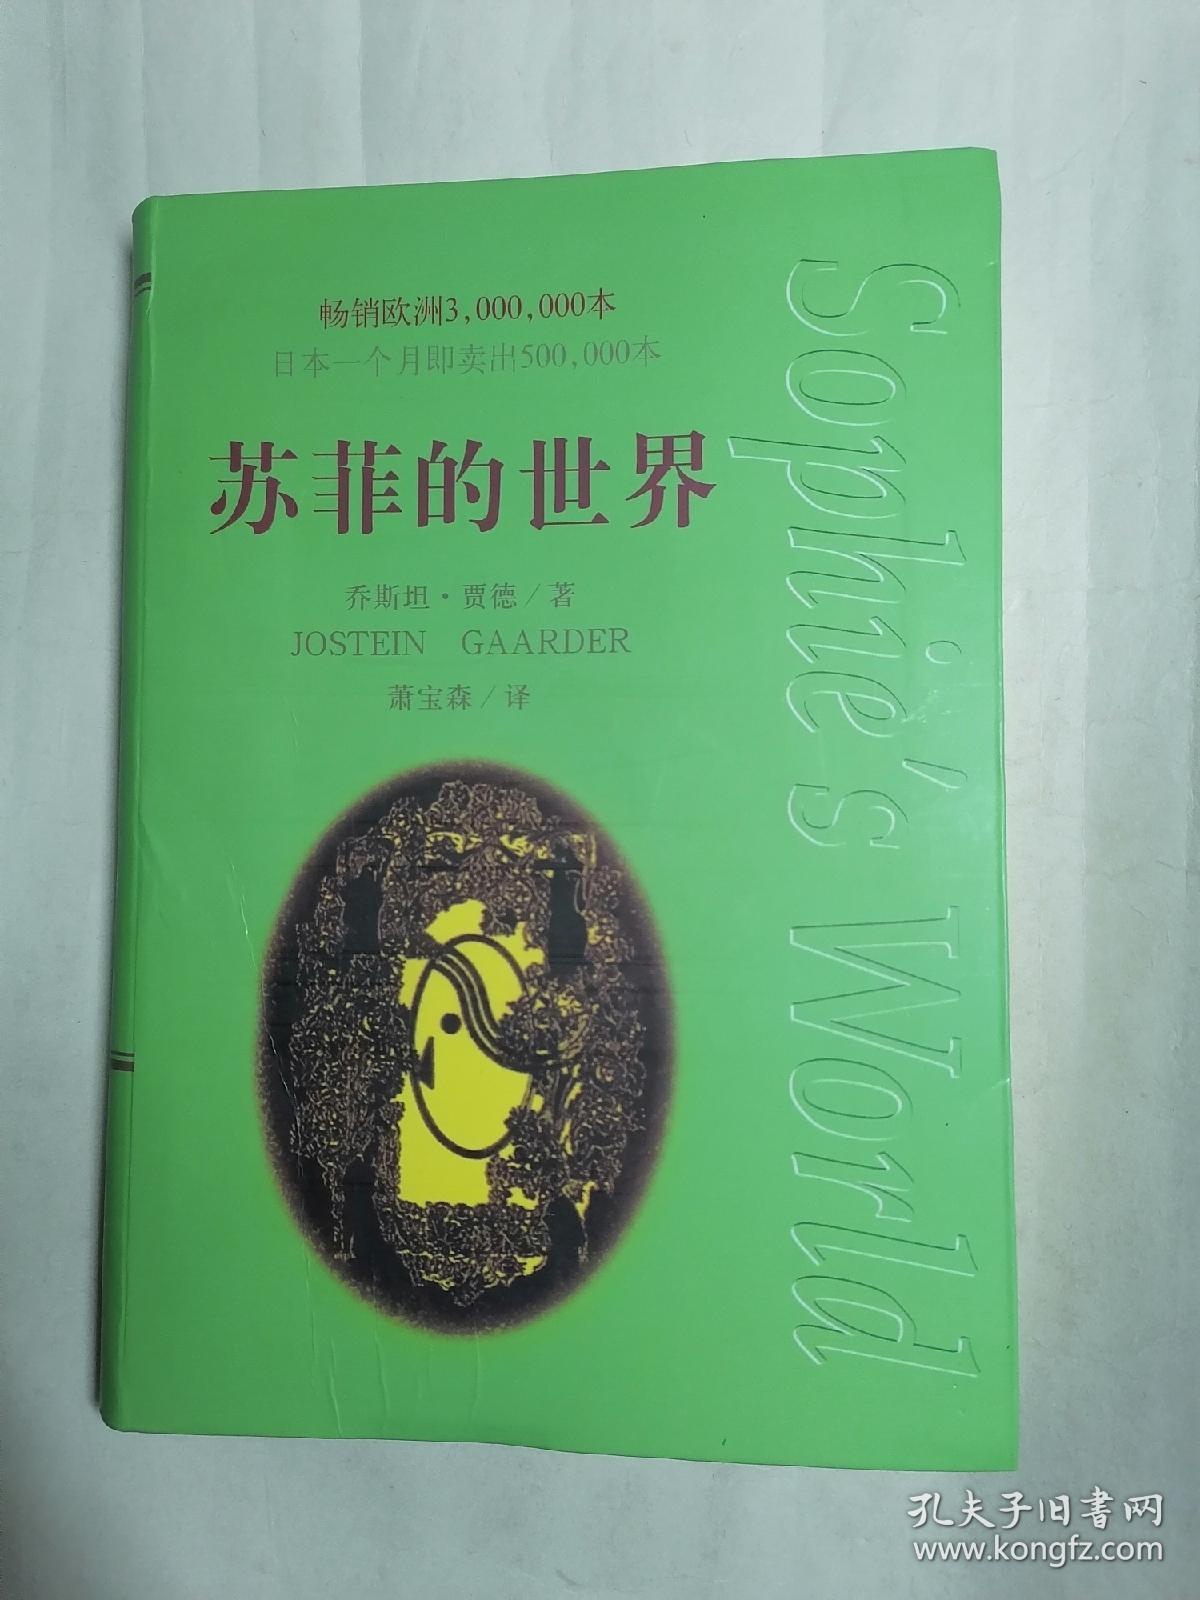 畅销欧洲3,000,000本
日本一个月即卖出500,000本
苏菲的世界
乔斯坦·贾德/著
JOSTEIN GAARDER
萧宝森/译
Sophie's World
孔夫子旧书网
www.kongfz.com